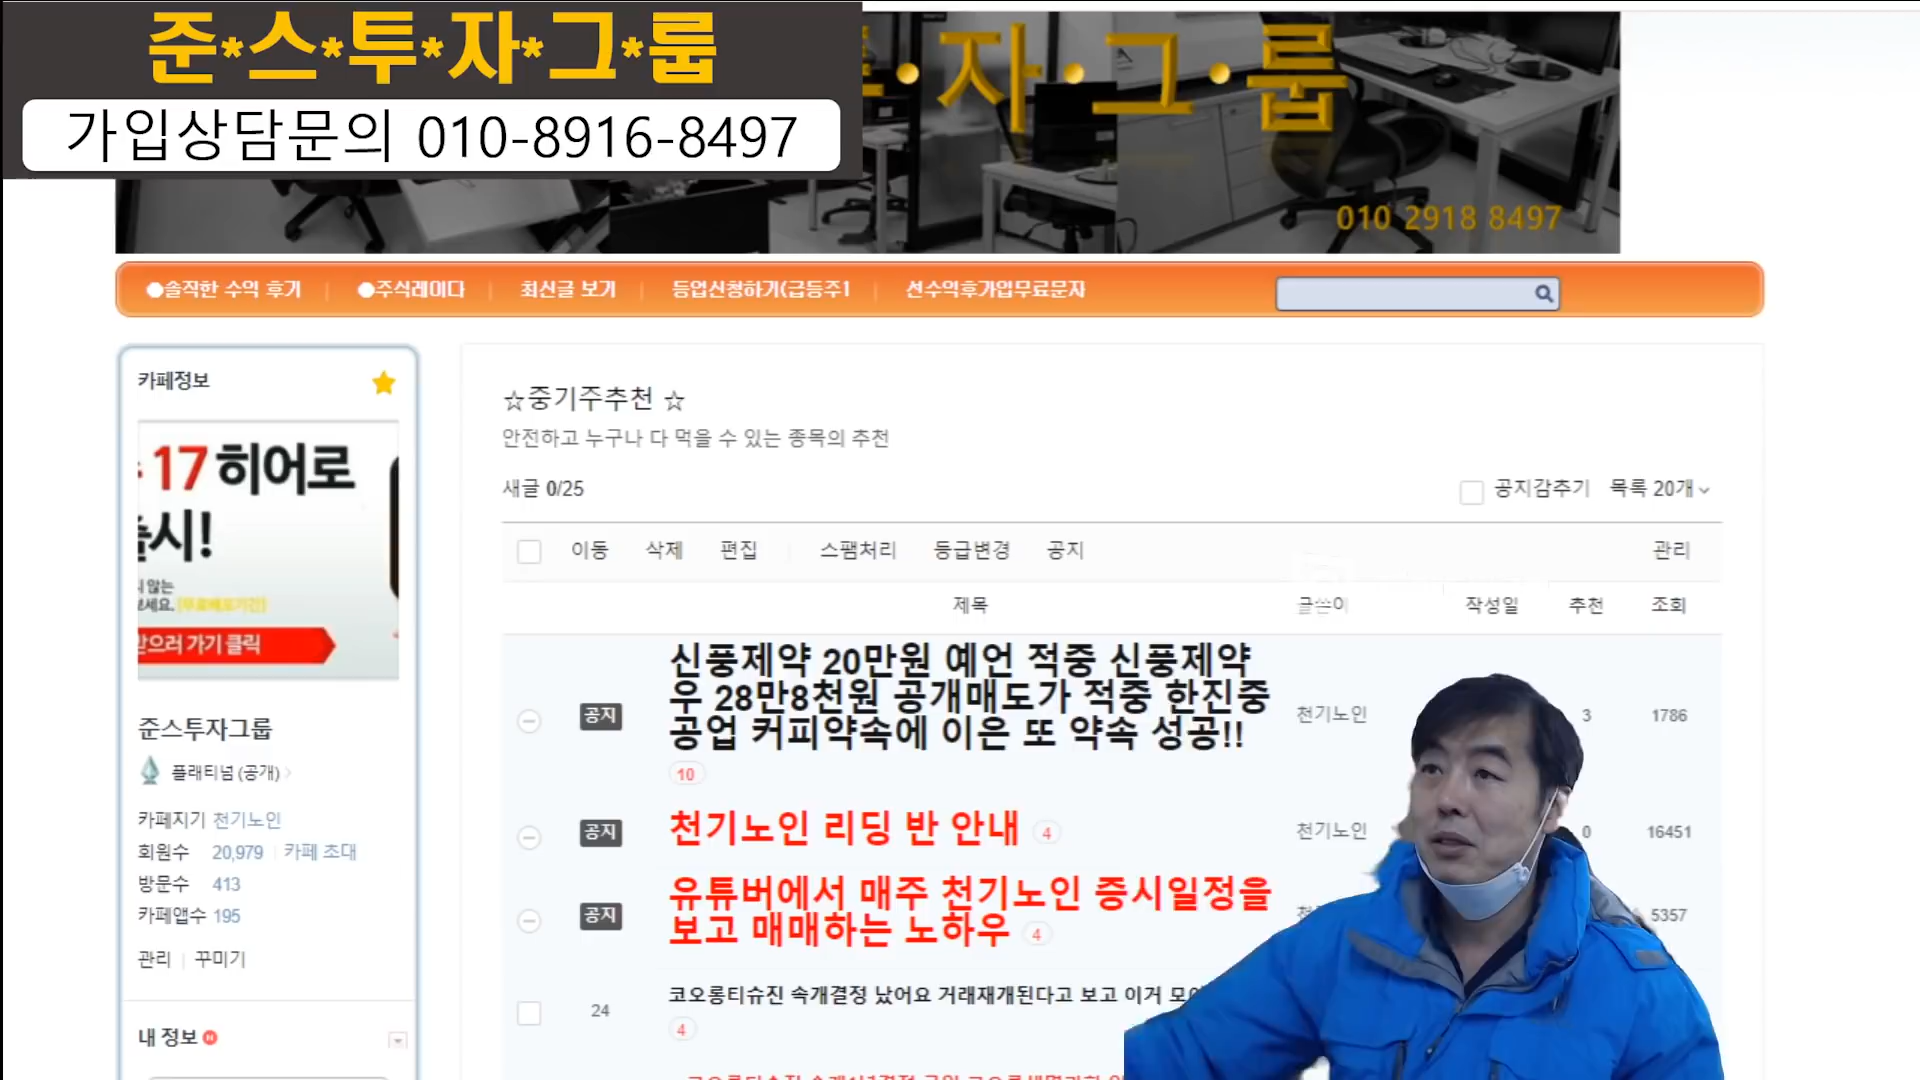 준*스*투*자*그*룹
가입상담문의 010-8916-8497
자·그·룹
010 2918 8497
●솔직한 수익 후기
●주식레이다
최신글 보기
등업신청하기(급등주1
선수익후가입무료문자
카페정보
17 히어로
출시!
지 않는
보세요. [무료배포기간]
받으러 가기 클릭
준스투자그룹
플래티넘 (공개)
카페지기 천기노인
회원수 20,979 카페 초대
방문수 413
카페앱수 195
관리 | 꾸미기
내 정보
☆중기주추천 ☆
안전하고 누구나 다 먹을 수 있는 종목의 추천
새글 0/25
공지감추기 목록 20개
이동 삭제 편집 스팸처리 등급변경 공지 관리
제목 글쓴이 작성일 추천 조회
공지 신풍제약 20만원 예언 적중 신풍제약
우 28만8천원 공개매도가 적중 한진중
공업 커피약속에 이은 또 약속 성공!!
10
천기노인 3 1786
공지 천기노인 리딩 반 안내 4 천기노인 0 16451
공지 유튜버에서 매주 천기노인 증시일정을
보고 매매하는 노하우 4
5357
24 코오롱티슈진 속개결정 났어요 거래재개된다고 보고 이거
4